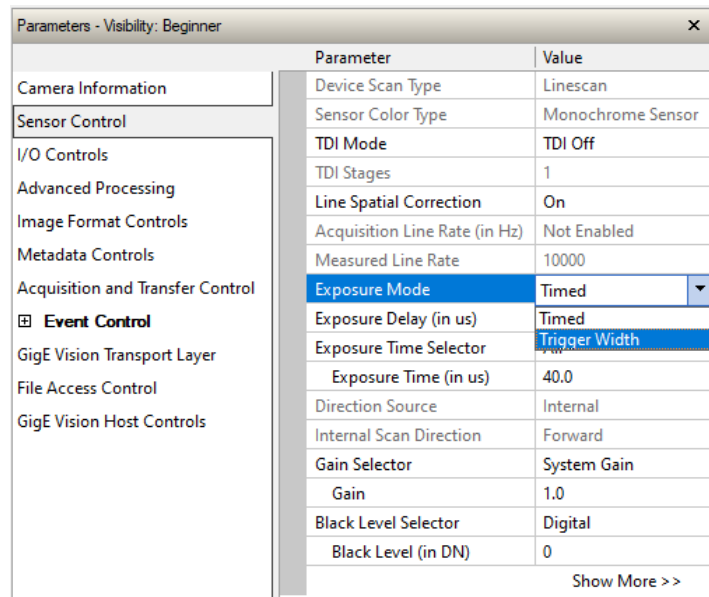 Parameters - Visibility: Beginner
Parameter Value
Camera Information
Sensor Control
I/O Controls
Advanced Processing
Image Format Controls
Metadata Controls
Acquisition and Transfer Control
Event Control
GigE Vision Transport Layer
File Access Control
GigE Vision Host Controls
Device Scan Type Linescan
Sensor Color Type Monochrome Sensor
TDI Mode TDI Off
TDI Stages 1
Line Spatial Correction On
Acquisition Line Rate (in Hz) Not Enabled
Measured Line Rate 10000
Exposure Mode Timed
Exposure Delay (in us) Timed
Exposure Time Selector Trigger Width
Exposure Time (in us) 40.0
Direction Source Internal
Internal Scan Direction Forward
Gain Selector System Gain
Gain 1.0
Black Level Selector Digital
Black Level (in DN) 0
Show More >>